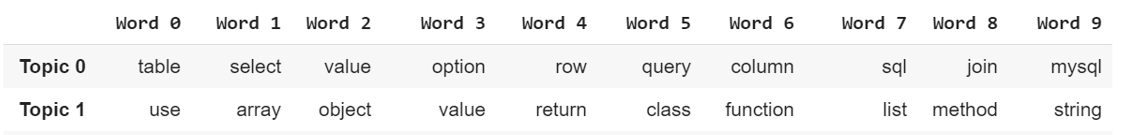 Word 0 Word 1 Word 2 Word 3 Word 4 Word 5 Word 6 Word 7 Word 8 Word 9
Topic 0 table select value option row query column sql join mysql
Topic 1 use array object value return class function list method string